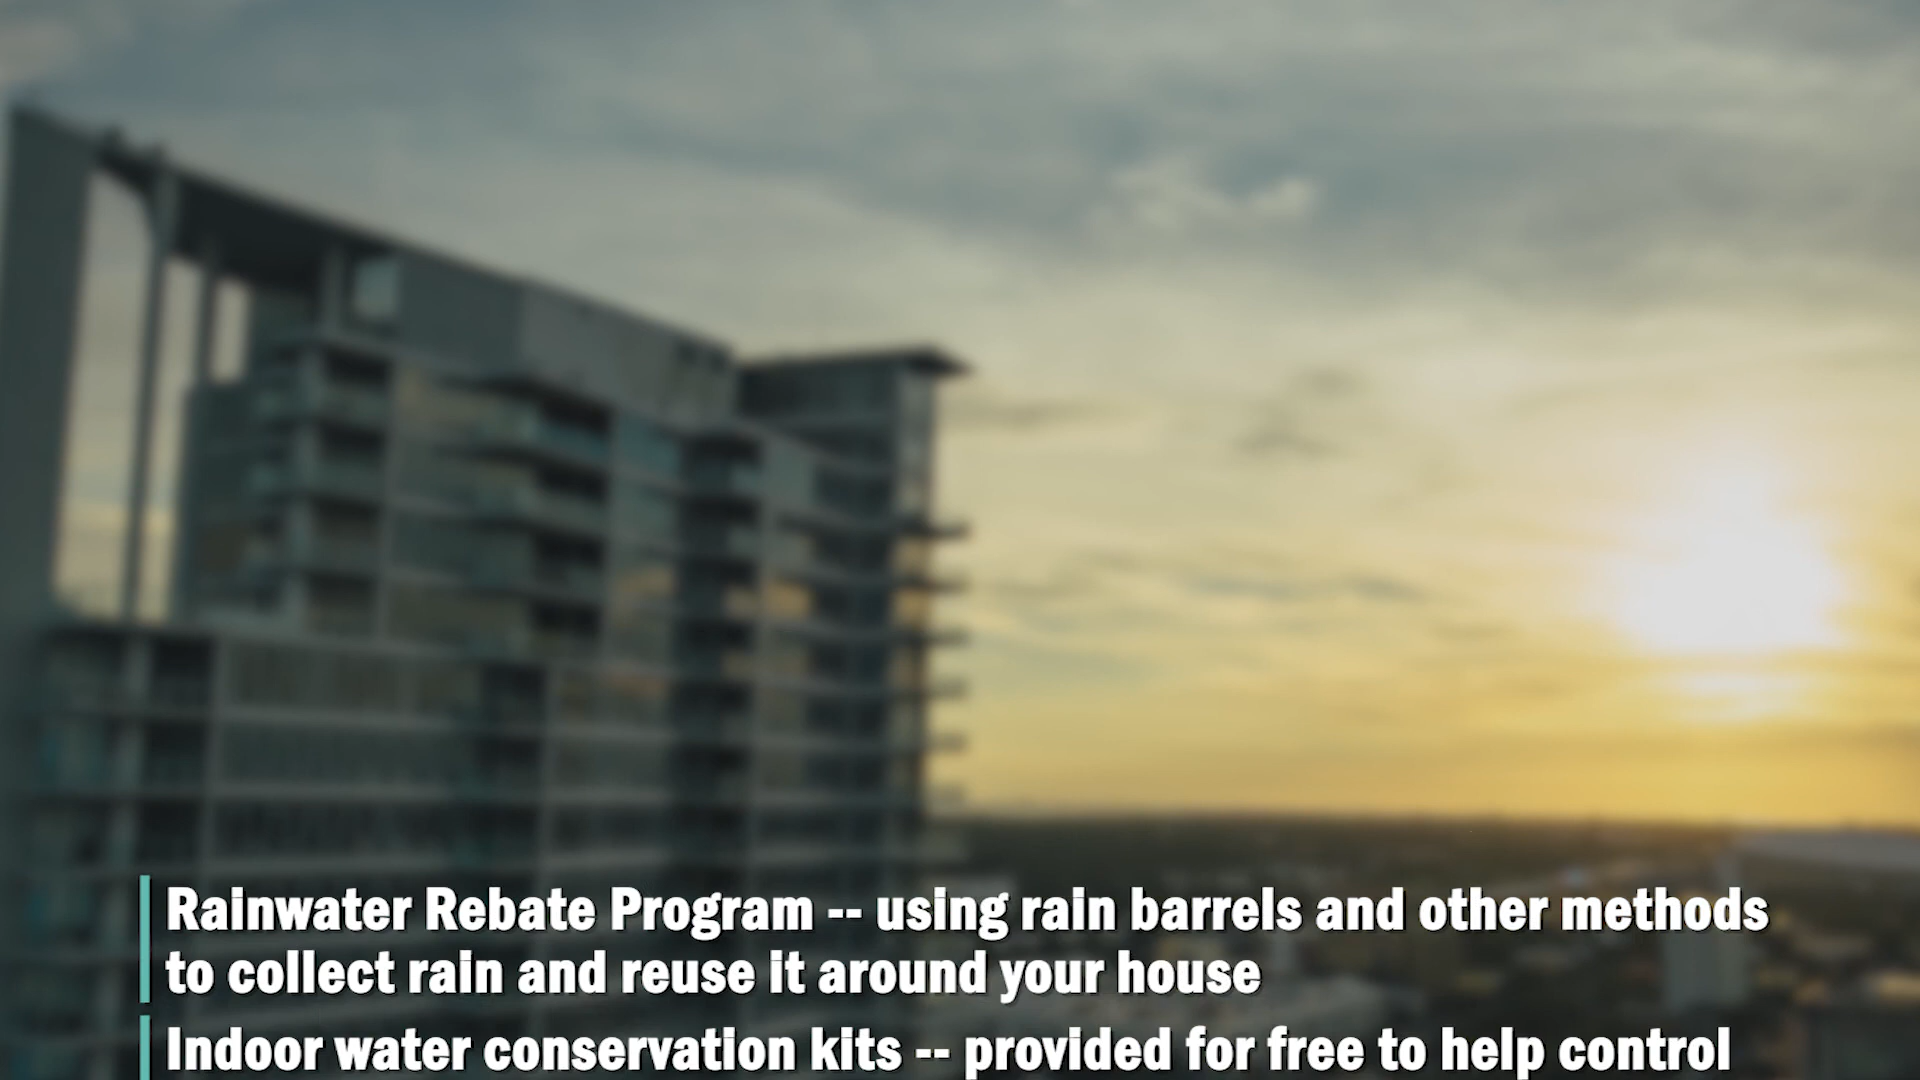 Rainwater Rebate Program -- using rain barrels and other methods
to collect rain and reuse it around your house
Indoor water conservation kits -- provided for free to help control